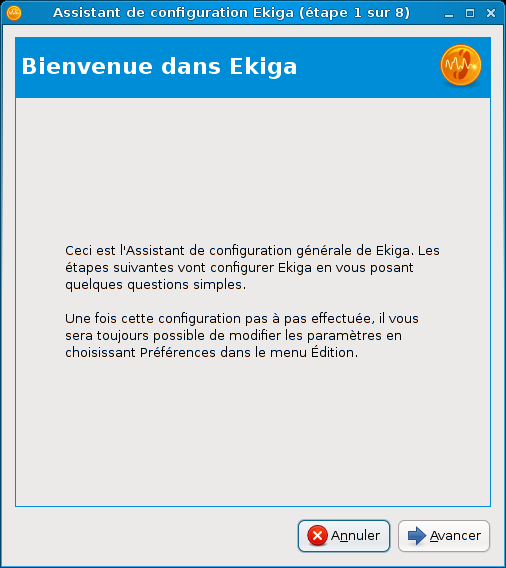 Assistant de configuration Ekiga (étape 1 sur 8)
Bienvenue dans Ekiga
Ceci est l'Assistant de configuration générale de Ekiga. Les
étapes suivantes vont configurer Ekiga en vous posant
quelques questions simples.
Une fois cette configuration pas à pas effectuée, il vous
sera toujours possible de modifier les paramètres en
choisissant Préférences dans le menu Édition.
Annuler
Avancer